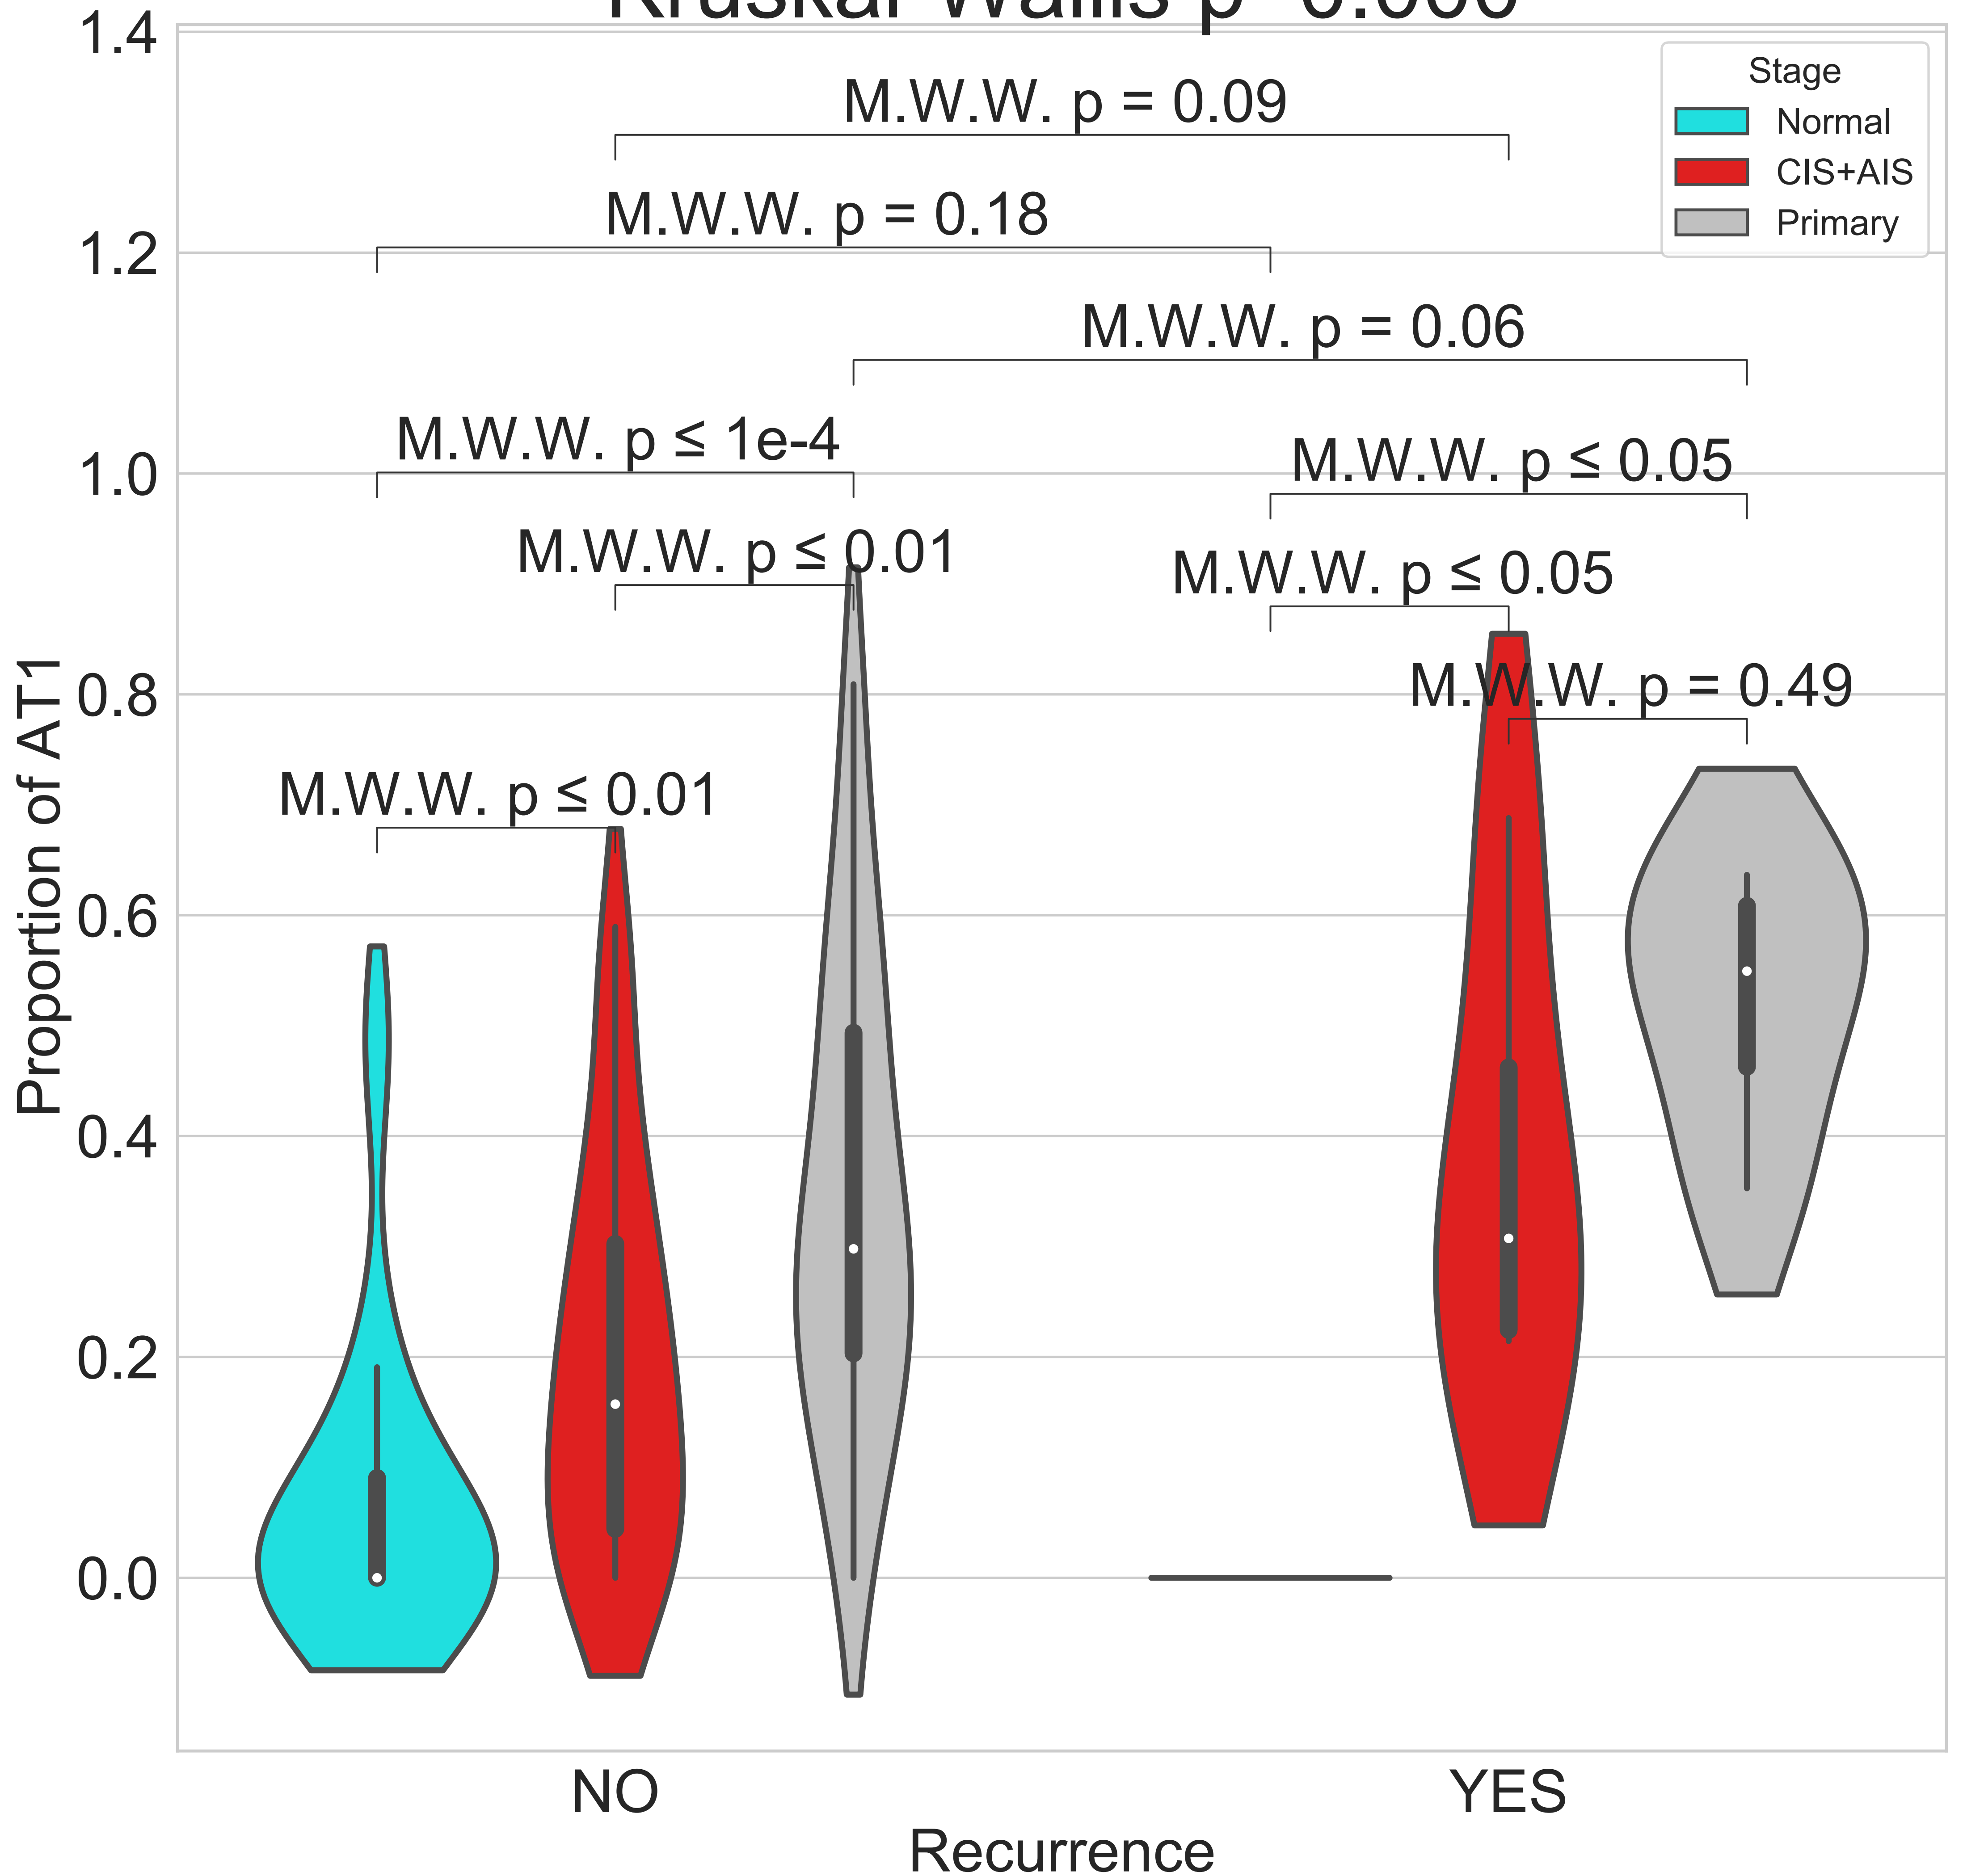 Kruskal Wallis p
1.4
1.2
1.0
0.8
0.6
0.4
0.2
0.0
Proportion of AT1
Stage
Normal
CIS+AIS
Primary
M.W.W. p = 0.09
M.W.W. p = 0.18
M.W.W. p = 0.06
M.W.W. p ≤ 1e-4
M.W.W. p ≤ 0.05
M.W.W. p ≤ 0.01
M.W.W. p ≤ 0.05
M.W.W. p = 0.49
M.W.W. p ≤ 0.01
NO
YES
Recurrence